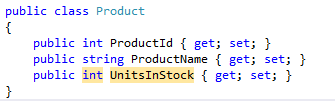 public class Product
{
    public int ProductId { get; set; }
    public string ProductName { get; set; }
    public int UnitsInStock { get; set; }
}